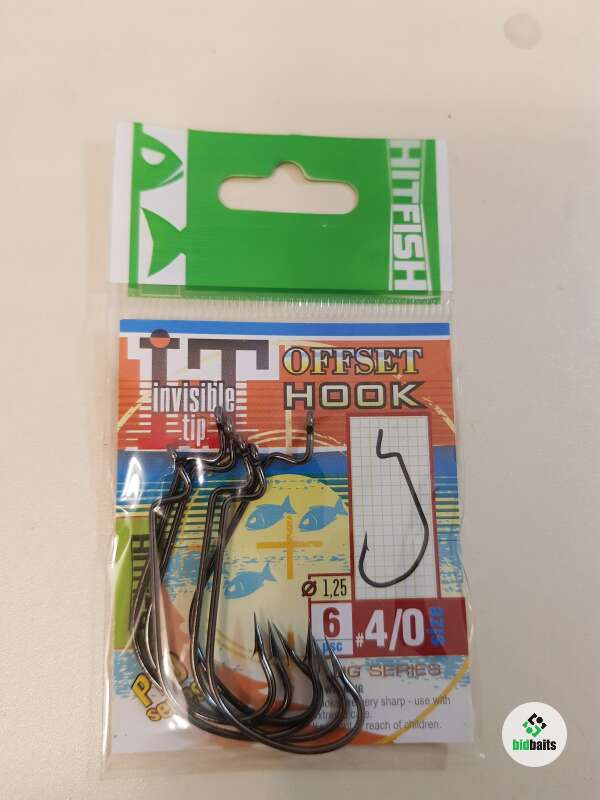 HITFISH
IT
invisible
tip
OFFSET
HOOK
Ø 1,25
6
psc
#4/0
size
SERIES
very sharp - use with
reach of children.
bidbaits